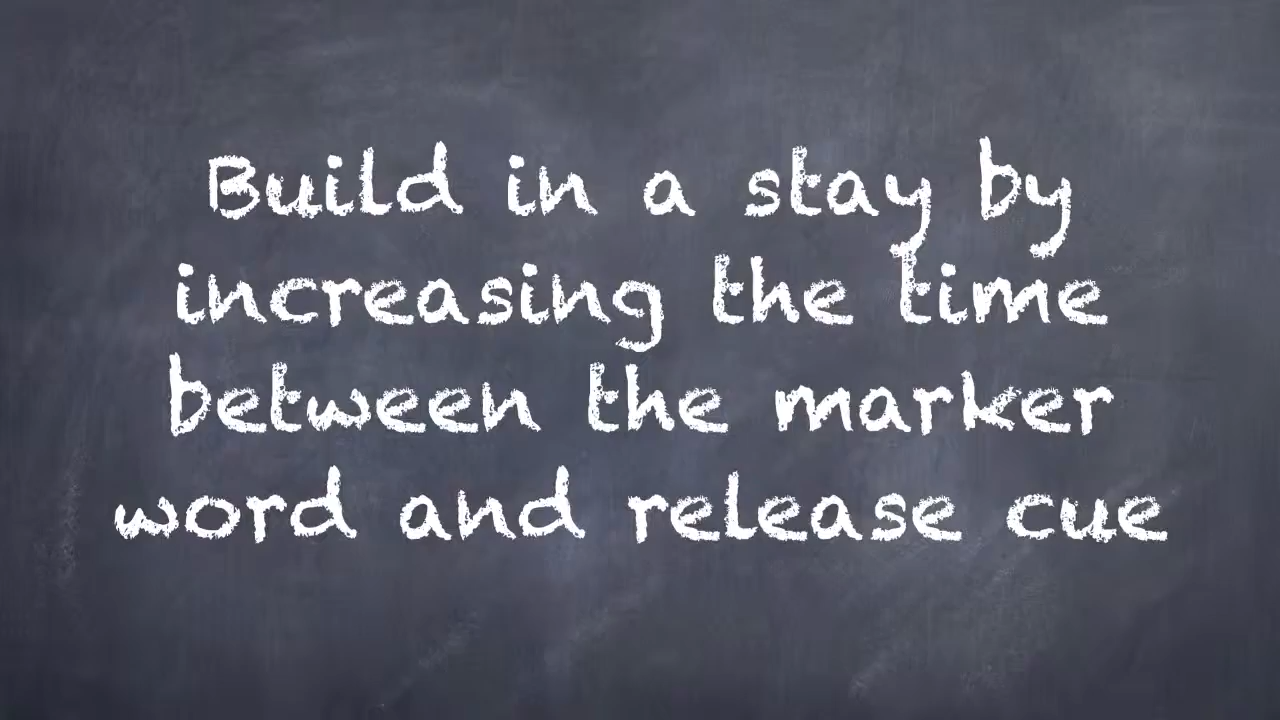 Build in a stay by
increasing the time
between the marker
word and release cue